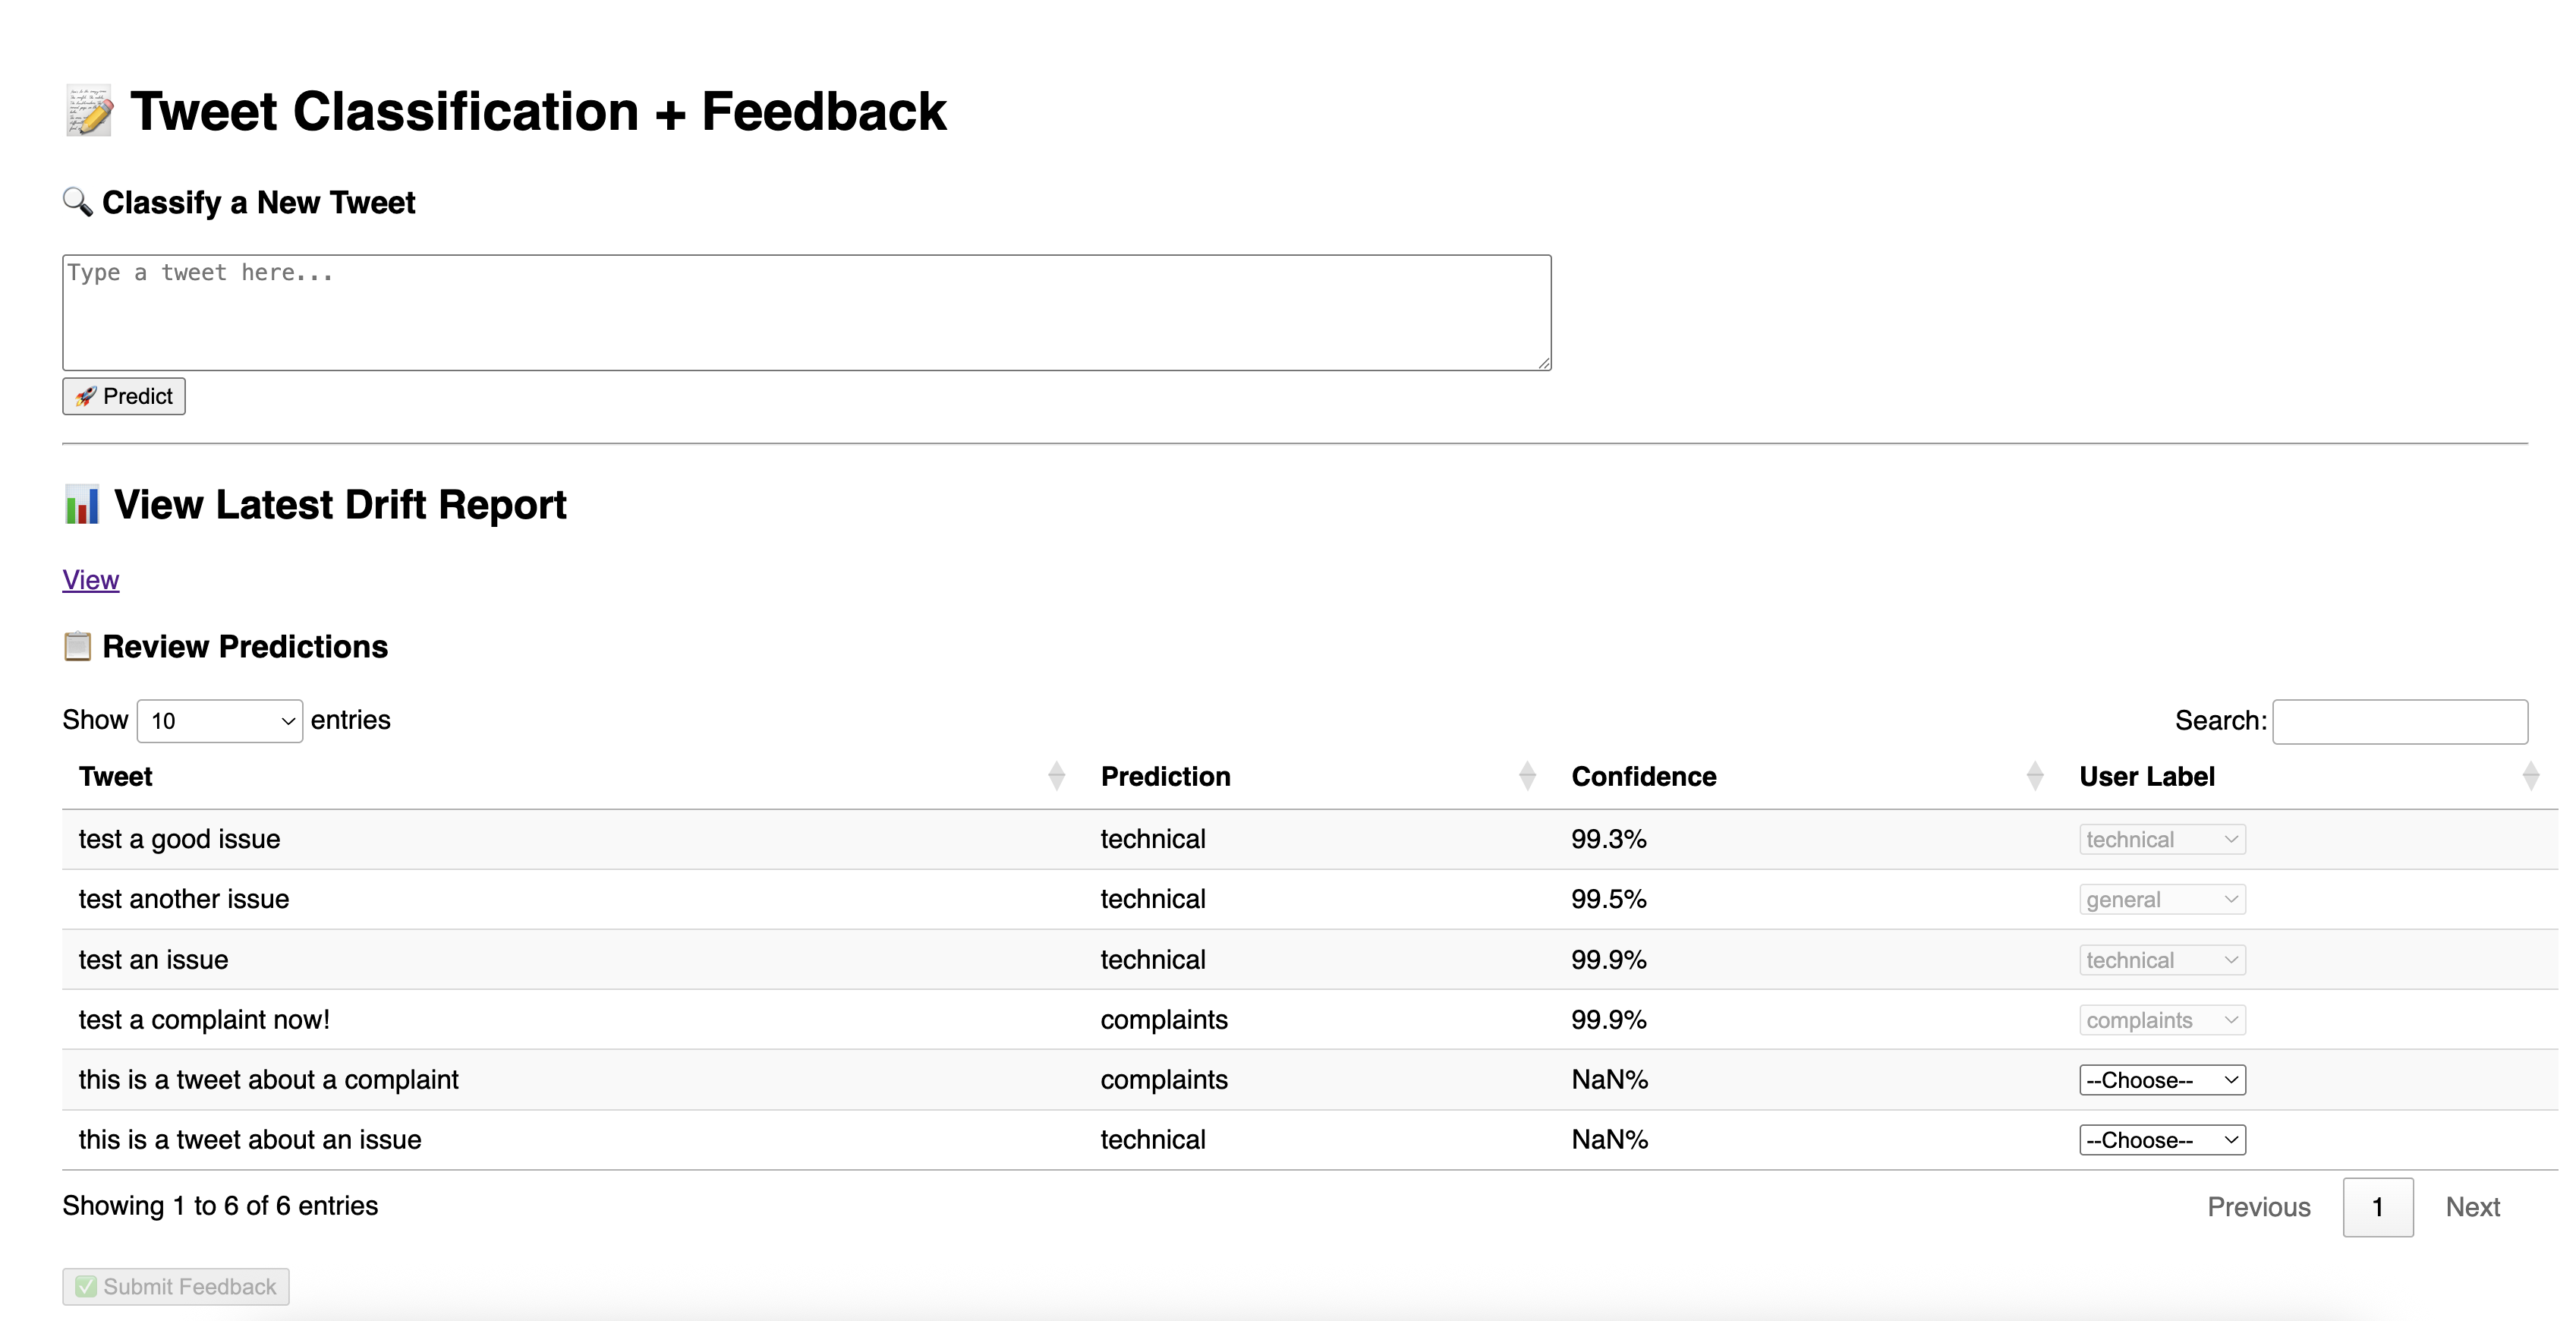 📝 Tweet Classification + Feedback
🔍 Classify a New Tweet
Type a tweet here...
🚀 Predict
📊 View Latest Drift Report
View
📋 Review Predictions
Show 10 entries Search:
Tweet Prediction Confidence User Label
test a good issue technical 99.3% technical
test another issue technical 99.5% general
test an issue technical 99.9% technical
test a complaint now! complaints 99.9% complaints
this is a tweet about a complaint complaints NaN% --Choose--
this is a tweet about an issue technical NaN% --Choose--
Showing 1 to 6 of 6 entries Previous 1 Next
✅ Submit Feedback